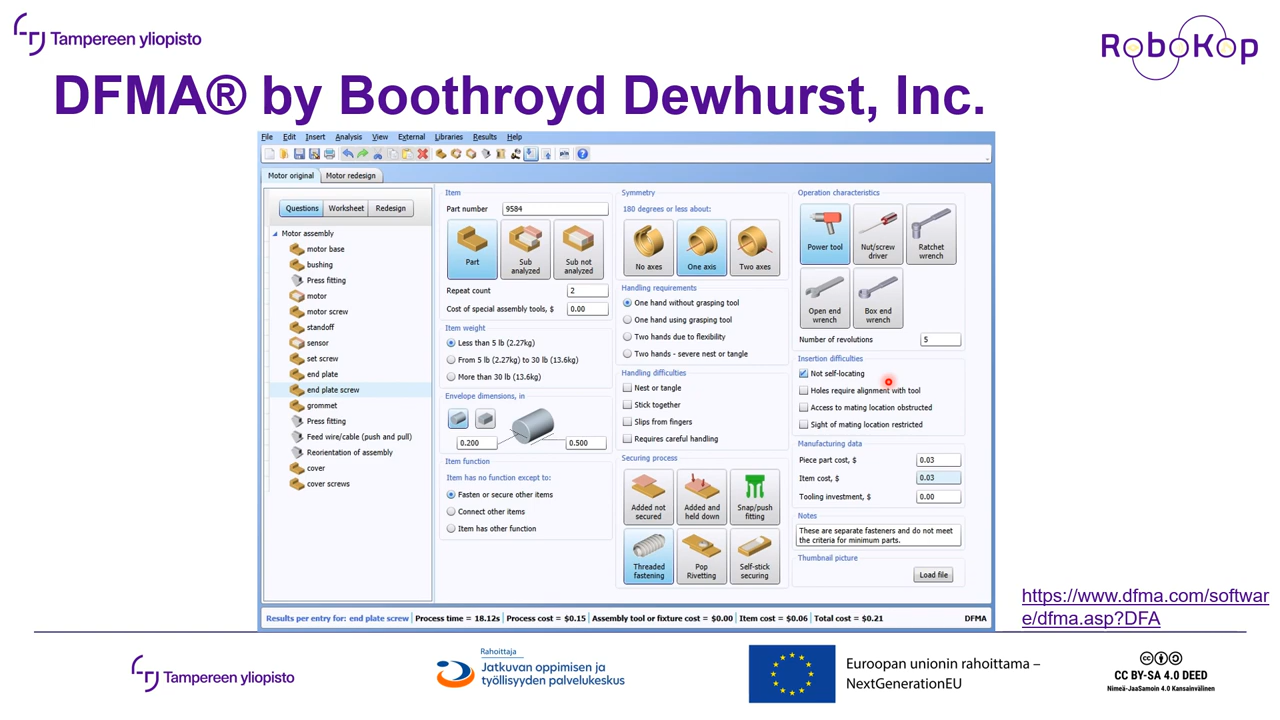 Tampereen yliopisto
RoboKop
DFMA® by Boothroyd Dewhurst, Inc.
File Edit Insert Analysis View External Libraries Results Help
Motor original Motor redesign
Questions Worksheet Redesign
Motor assembly
motor base
bushing
Press fitting
motor
motor screw
standoff
sensor
set screw
end plate
end plate screw
grommet
Press fitting
Feed wire/cable (push and pull)
Reorientation of assembly
cover
cover screws
Item
Part number 9584
Part
Sub
analyzed
Sub not
analyzed
Repeat count 2
Cost of special assembly tools, $ 0.00
Item weight
Less than 5 lb (2.27kg)
From 5 lb (2.27kg) to 30 lb (13.6kg)
More than 30 lb (13.6kg)
Envelope dimensions, in
0.200 0.500
Item function
Item has no function except to:
Fasten or secure other items
Connect other items
Item has other function
Symmetry
180 degrees or less about:
No axes One axis Two axes
Handling requirements
One hand without grasping tool
One hand using grasping tool
Two hands due to flexibility
Two hands - severe nest or tangle
Handling difficulties
Nest or tangle
Stick together
Slips from fingers
Requires careful handling
Securing process
Added not
secured
Added and
held down
Snap/push
fitting
Threaded
fastening
Pop
Rivetting
Self-stick
securing
Operation characteristics
Power tool
Nut/screw
driver
Ratchet
wrench
Open end
wrench
Box end
wrench
Number of revolutions 5
Insertion difficulties
Not self-locating
Holes require alignment with tool
Access to mating location obstructed
Sight of mating location restricted
Manufacturing data
Piece part cost, $ 0.03
Item cost, $ 0.03
Tooling investment, $ 0.00
Notes
These are separate fasteners and do not meet
the criteria for minimum parts.
Thumbnail picture
Load file
Results per entry for: end plate screw Process time = 18.12s Process cost = $0.15 Assembly tool or fixture cost = $0.00 Item cost = $0.06 Total cost = $0.21 DFMA
https://www.dfma.com/softwar
e/dfma.asp?DFA
Tampereen yliopisto
Rahoittaja
Jatkuvan oppimisen ja
työllisyyden palvelukeskus
Euroopan unionin rahoittama –
NextGenerationEU
CC BY-SA 4.0 DEED
Nimeä-JaaSamoin 4.0 Kansainvälinen